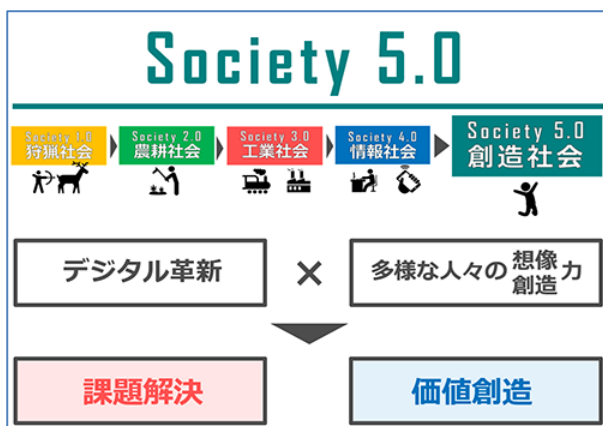 Society 5.0
Society 1.0
狩猟社会
Society 2.0
農耕社会
Society 3.0
工業社会
Society 4.0
情報社会
Society 5.0
創造社会
デジタル革新
×
多様な人々の想像力
創造
課題解決
価値創造